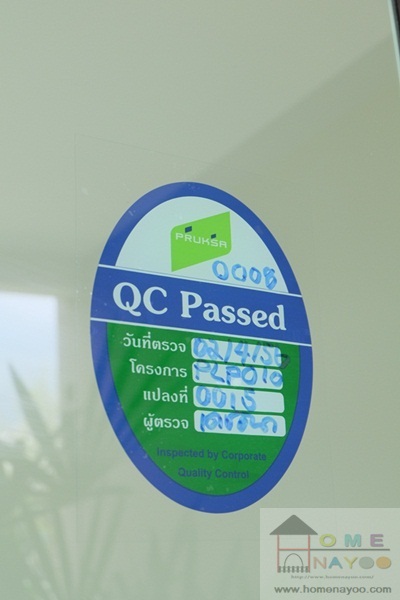 PRUKSA
0008
QC Passed
วันที่ตรวจ
โครงการ PLP010
แปลงที่ 0015
ผู้ตรวจ
Inspected by Corporate
Quality Control
HOME
NAYOO
www.homenayoo.com